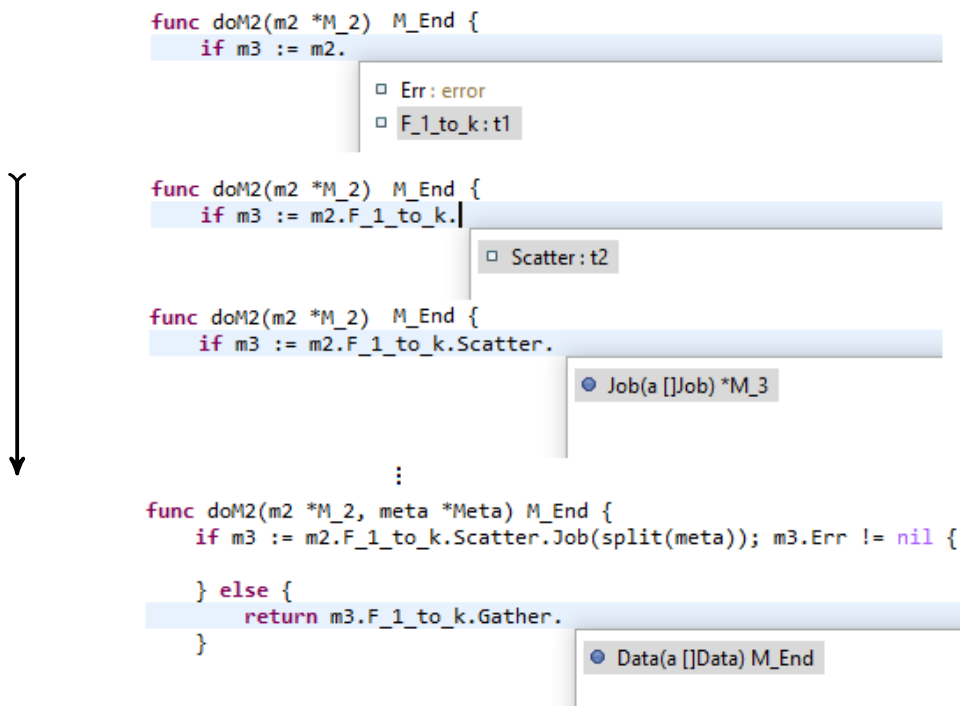 func doM2(m2 *M_2)  M_End {
if m3 := m2.
Err : error
F_1_to_k : t1
func doM2(m2 *M_2)  M_End {
if m3 := m2.F_1_to_k.
Scatter : t2
func doM2(m2 *M_2)  M_End {
if m3 := m2.F_1_to_k.Scatter.
Job(a []Job) *M_3
⋮
func doM2(m2 *M_2, meta *Meta) M_End {
if m3 := m2.F_1_to_k.Scatter.Job(split(meta)); m3.Err != nil {
} else {
return m3.F_1_to_k.Gather.
}
Data(a []Data) M_End